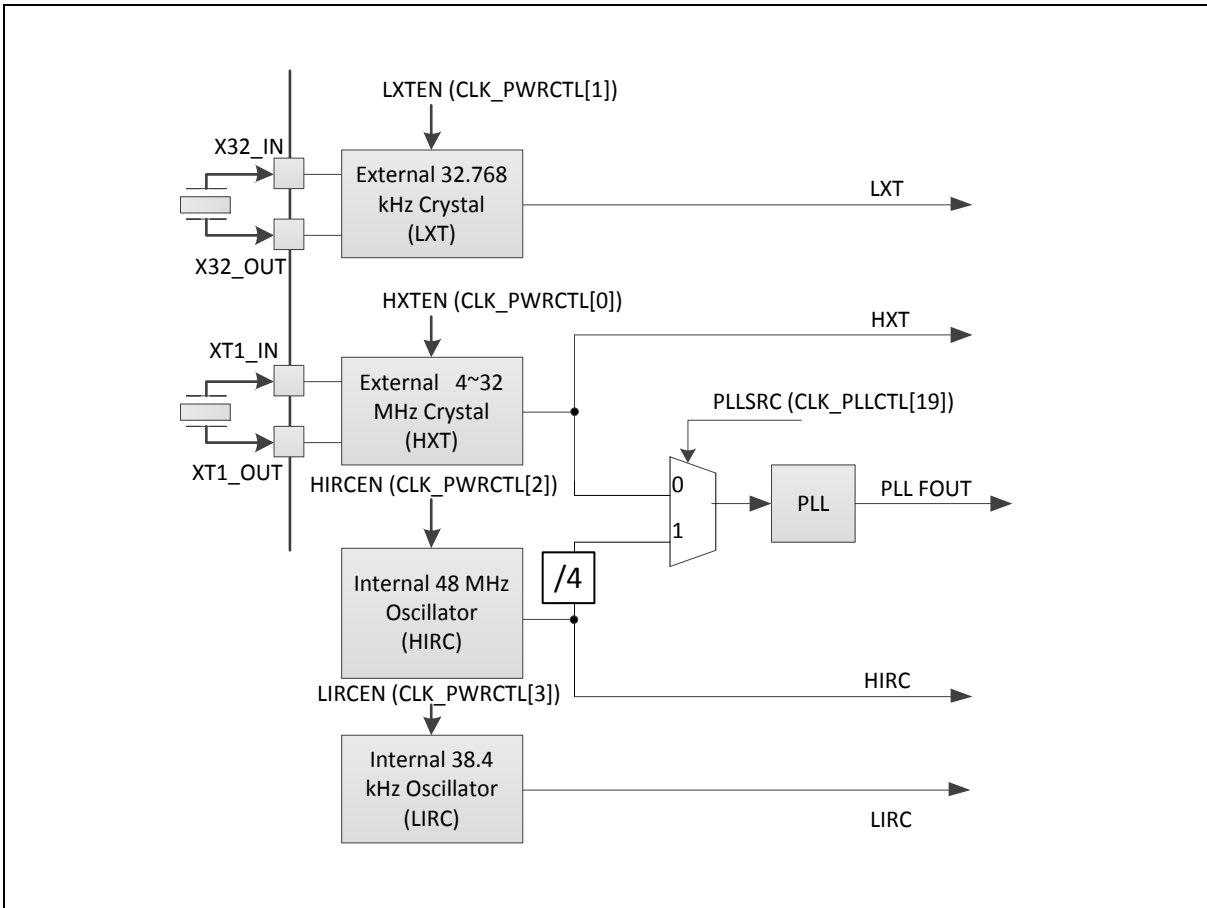 LXTEN (CLK_PWRCTL[1])
X32_IN
External 32.768
kHz Crystal
(LXT)
LXT
X32_OUT
HXTEN (CLK_PWRCTL[0])
HXT
XT1_IN
External 4~32
MHz Crystal
(HXT)
PLLSRC (CLK_PLLCTL[19])
XT1_OUT
HIRCEN (CLK_PWRCTL[2])
0
1
PLL
PLL FOUT
/4
Internal 48 MHz
Oscillator
(HIRC)
HIRC
LIRCEN (CLK_PWRCTL[3])
Internal 38.4
kHz Oscillator
(LIRC)
LIRC